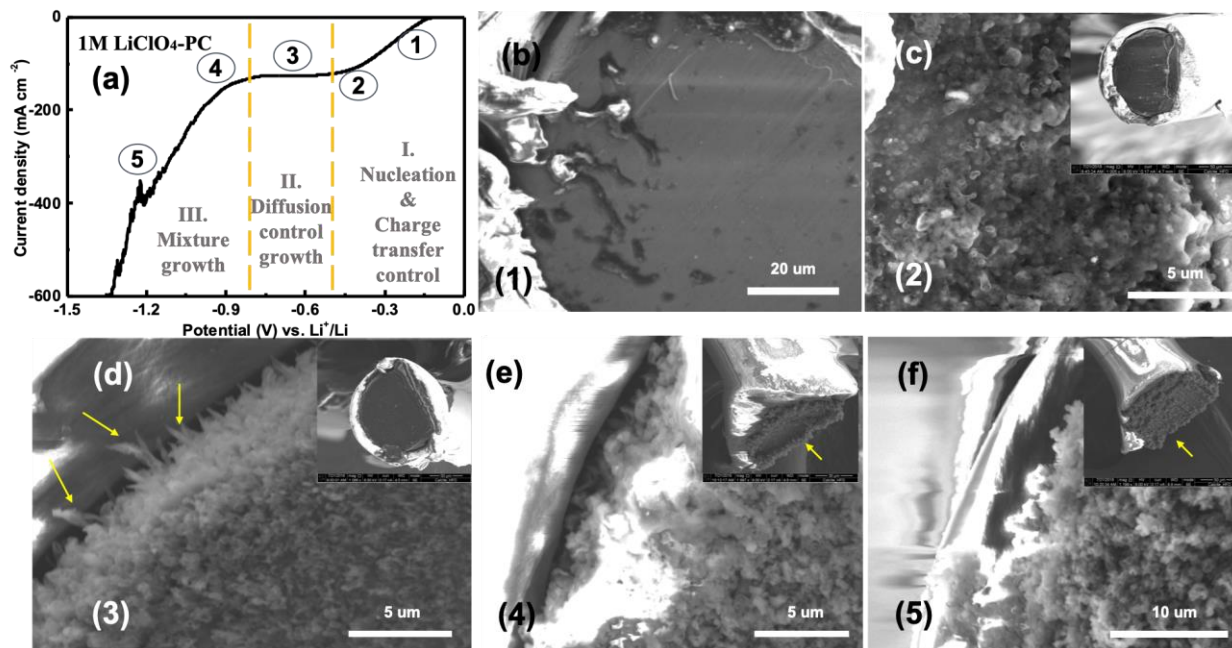 1M LiClO₄-PC
(a)
1
2
3
4
5
0
-200
-400
-600
Current density (mA cm⁻²)
I.
Nucleation
&
Charge
transfer
control
II.
Diffusion
control
growth
III.
Mixture
growth
-1.5 -1.2 -0.9 -0.6 -0.3 0.0
Potential (V) vs. Li⁺/Li
(b)
(1)
20 um
(c)
(2)
5 um
(d)
(3)
5 um
(e)
(4)
5 um
(f)
(5)
10 um